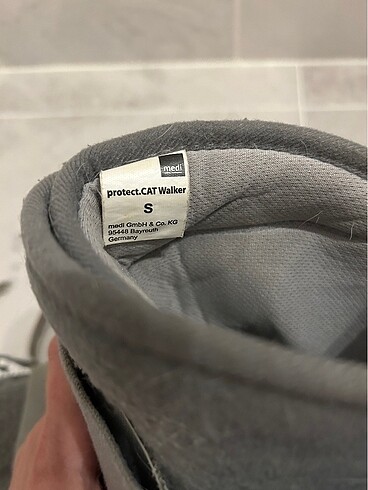 medi
protect.CAT Walker
S
medi GmbH & Co. KG
95448 Bayreuth
Germany